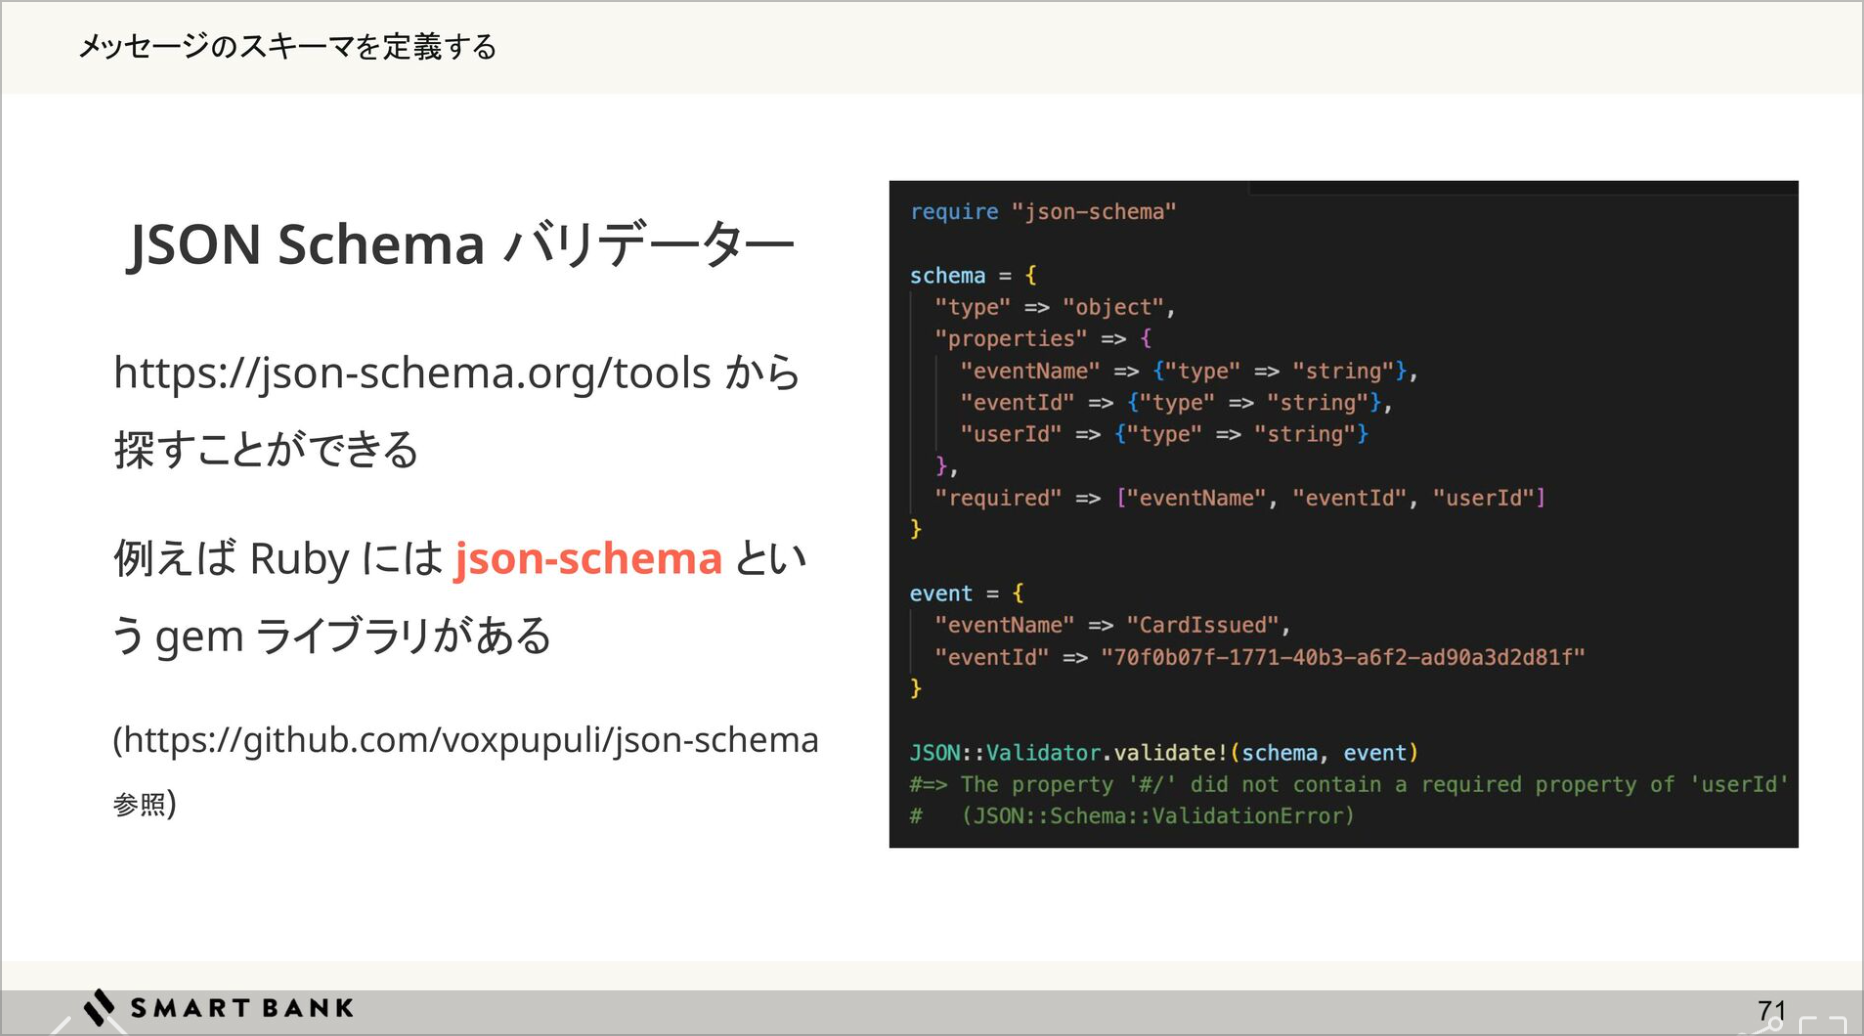 メッセージのスキーマを定義する
JSON Schema バリデーター
https://json-schema.org/tools から
探すことができる
例えば Ruby には json-schema とい
う gem ライブラリがある
(https://github.com/voxpupuli/json-schema
参照)
require "json-schema"
schema = {
"type" => "object",
"properties" => {
"eventName" => {"type" => "string"},
"eventId" => {"type" => "string"},
"userId" => {"type" => "string"}
},
"required" => ["eventName", "eventId", "userId"]
}
event = {
"eventName" => "CardIssued",
"eventId" => "70f0b07f-1771-40b3-a6f2-ad90a3d2d81f"
}
JSON::Validator.validate!(schema, event)
#=> The property '#/' did not contain a required property of 'userId'
#   (JSON::Schema::ValidationError)
SMART BANK
71